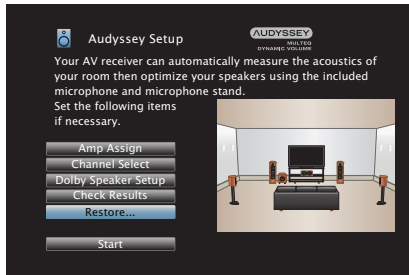 Audyssey Setup
AUDYSSEY
MULTEQ
DYNAMIC VOLUME
Your AV receiver can automatically measure the acoustics of
your room then optimize your speakers using the included
microphone and microphone stand.
Set the following items
if necessary.
Amp Assign
Channel Select
Dolby Speaker Setup
Check Results
Restore...
Start